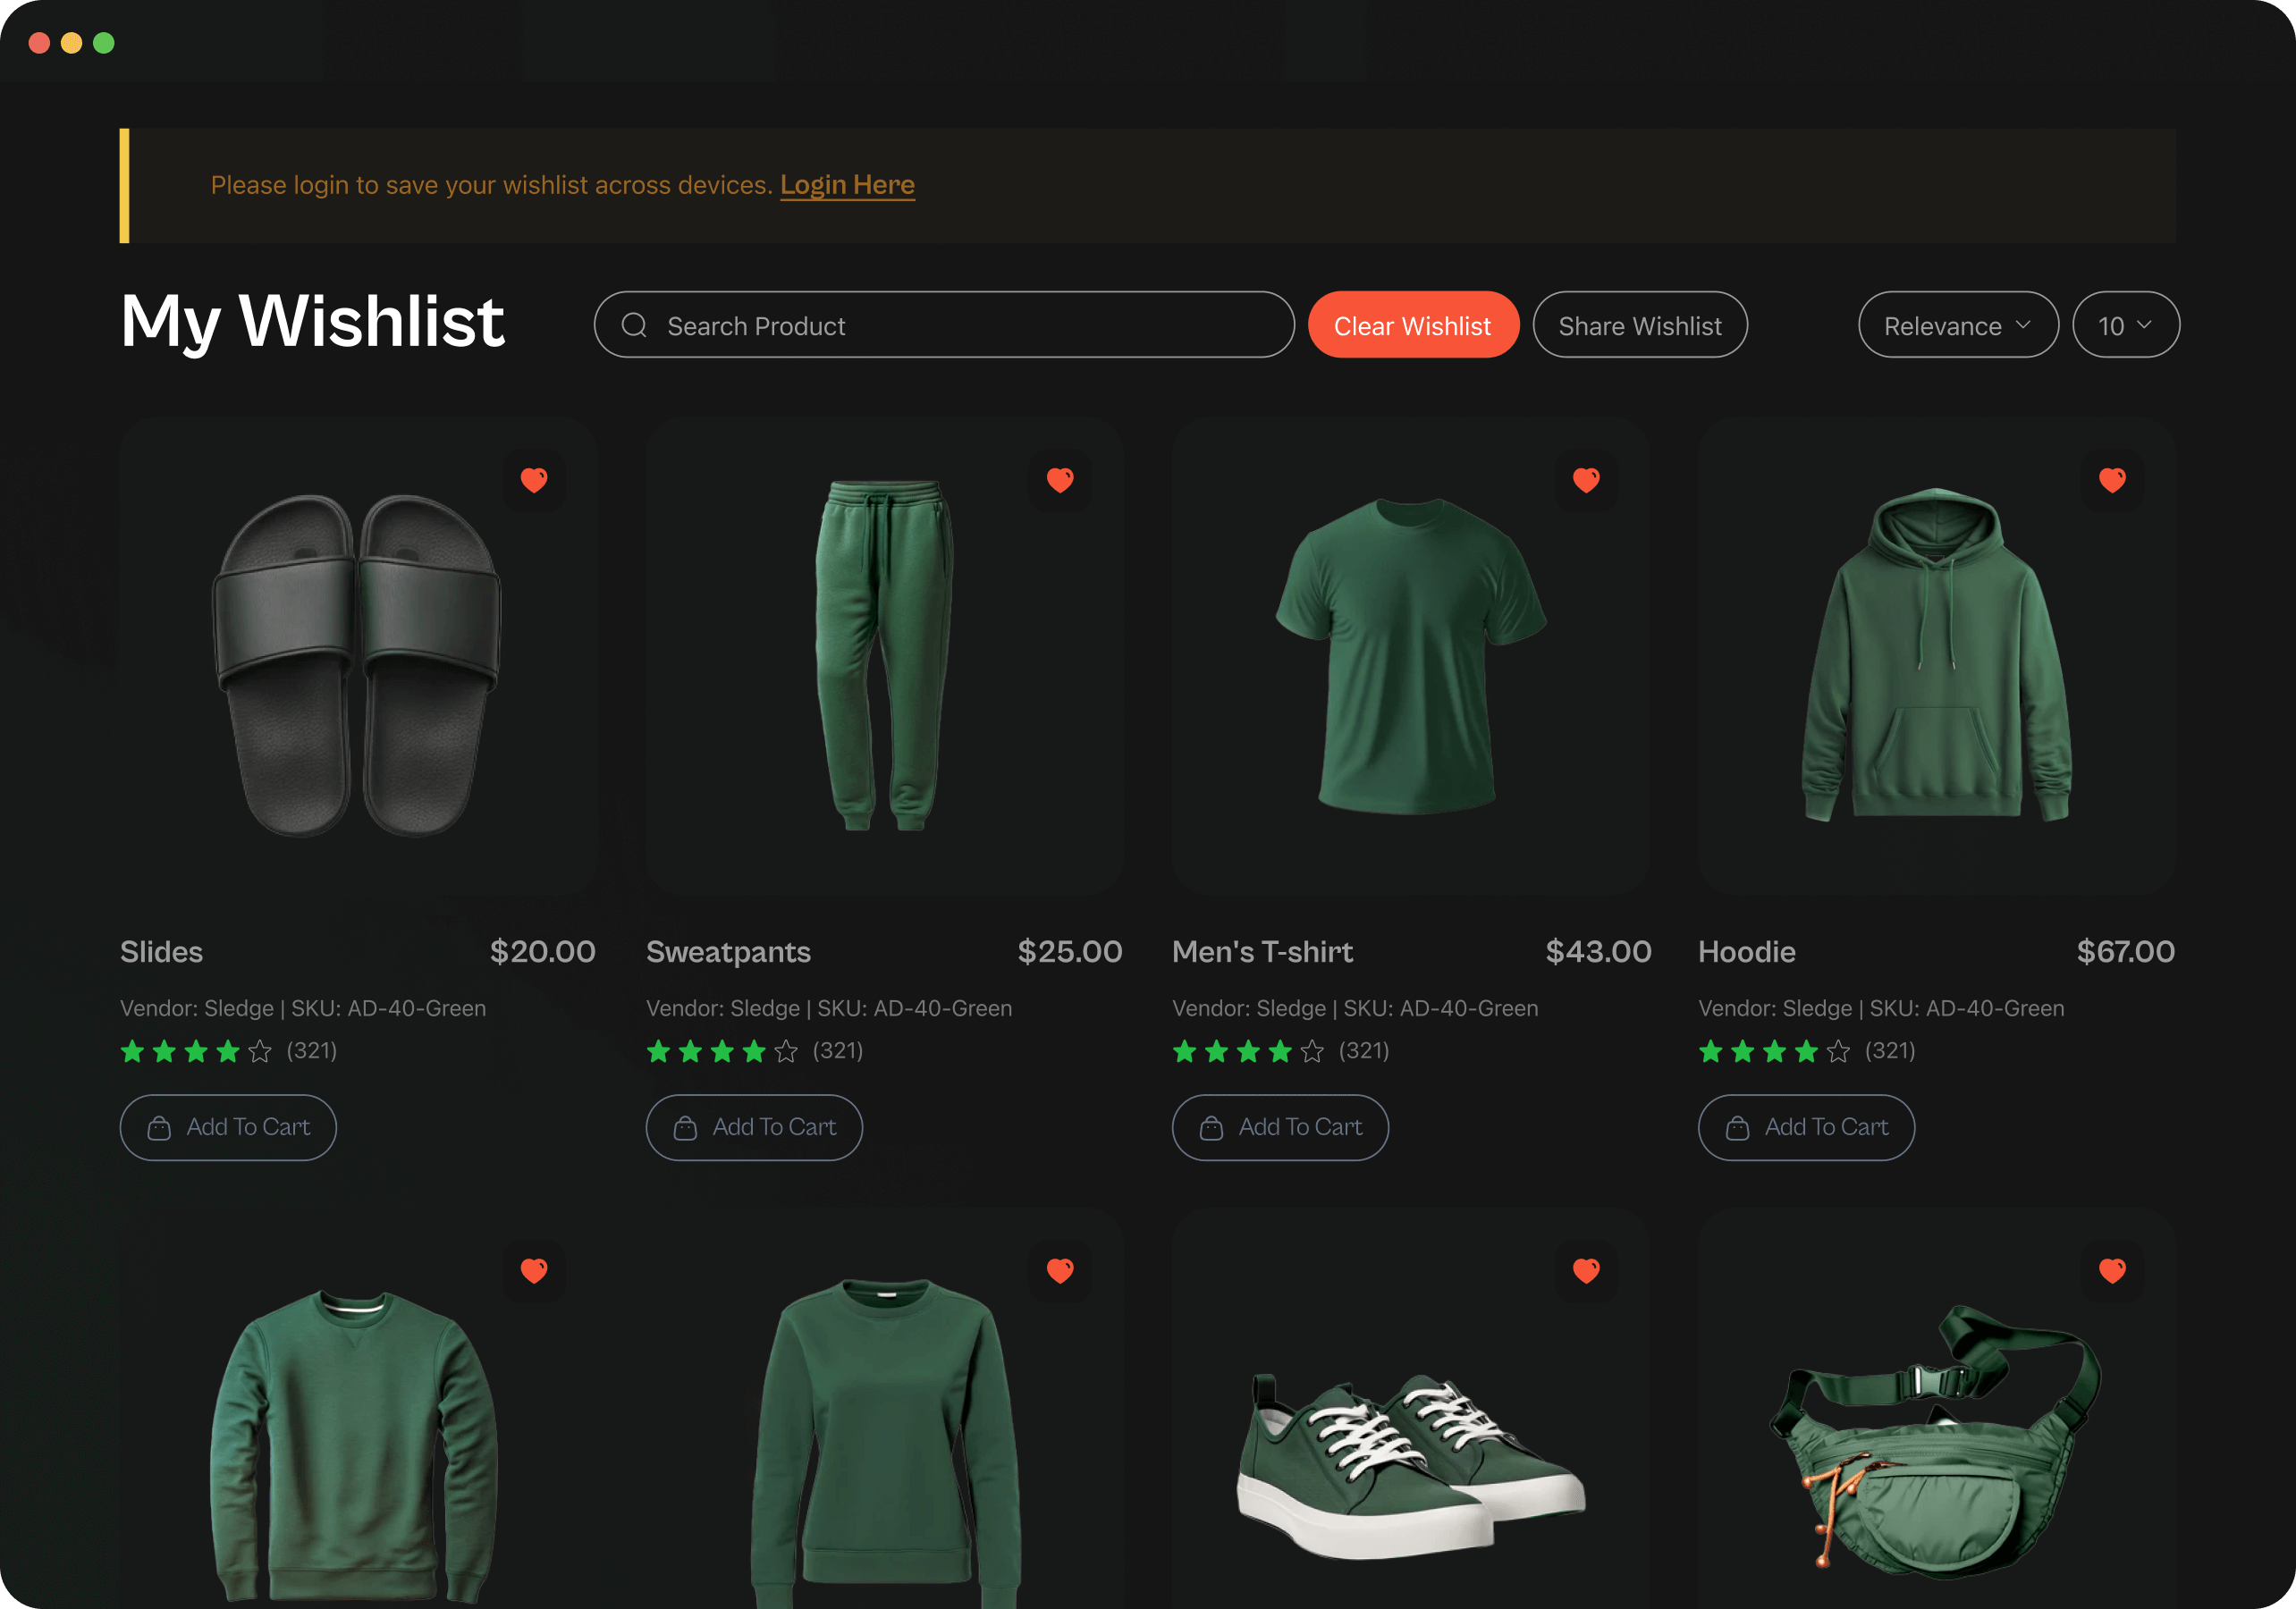 Please login to save your wishlist across devices. Login Here
My Wishlist
Search Product
Clear Wishlist
Share Wishlist
Relevance
10
Slides $20.00
Vendor: Sledge | SKU: AD-40-Green
(321)
Add To Cart
Sweatpants $25.00
Vendor: Sledge | SKU: AD-40-Green
(321)
Add To Cart
Men's T-shirt $43.00
Vendor: Sledge | SKU: AD-40-Green
(321)
Add To Cart
Hoodie $67.00
Vendor: Sledge | SKU: AD-40-Green
(321)
Add To Cart